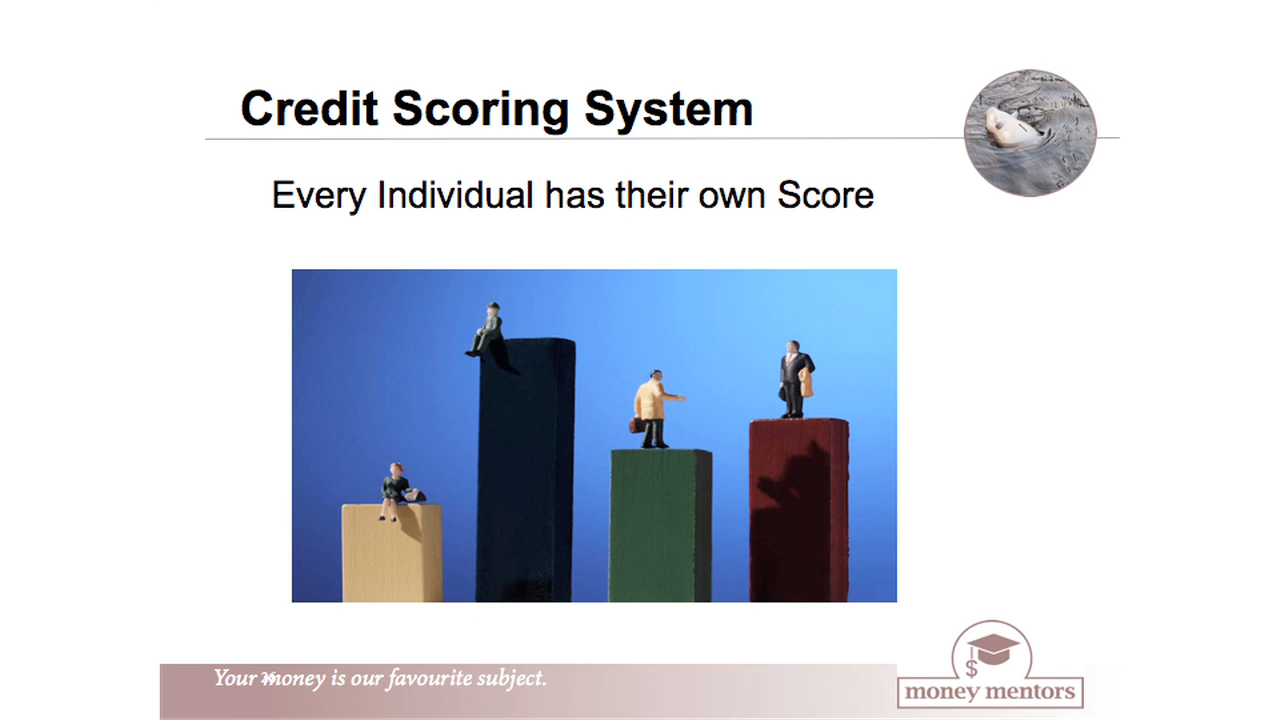 Credit Scoring System
Every Individual has their own Score
Your money is our favourite subject.
$
money mentors